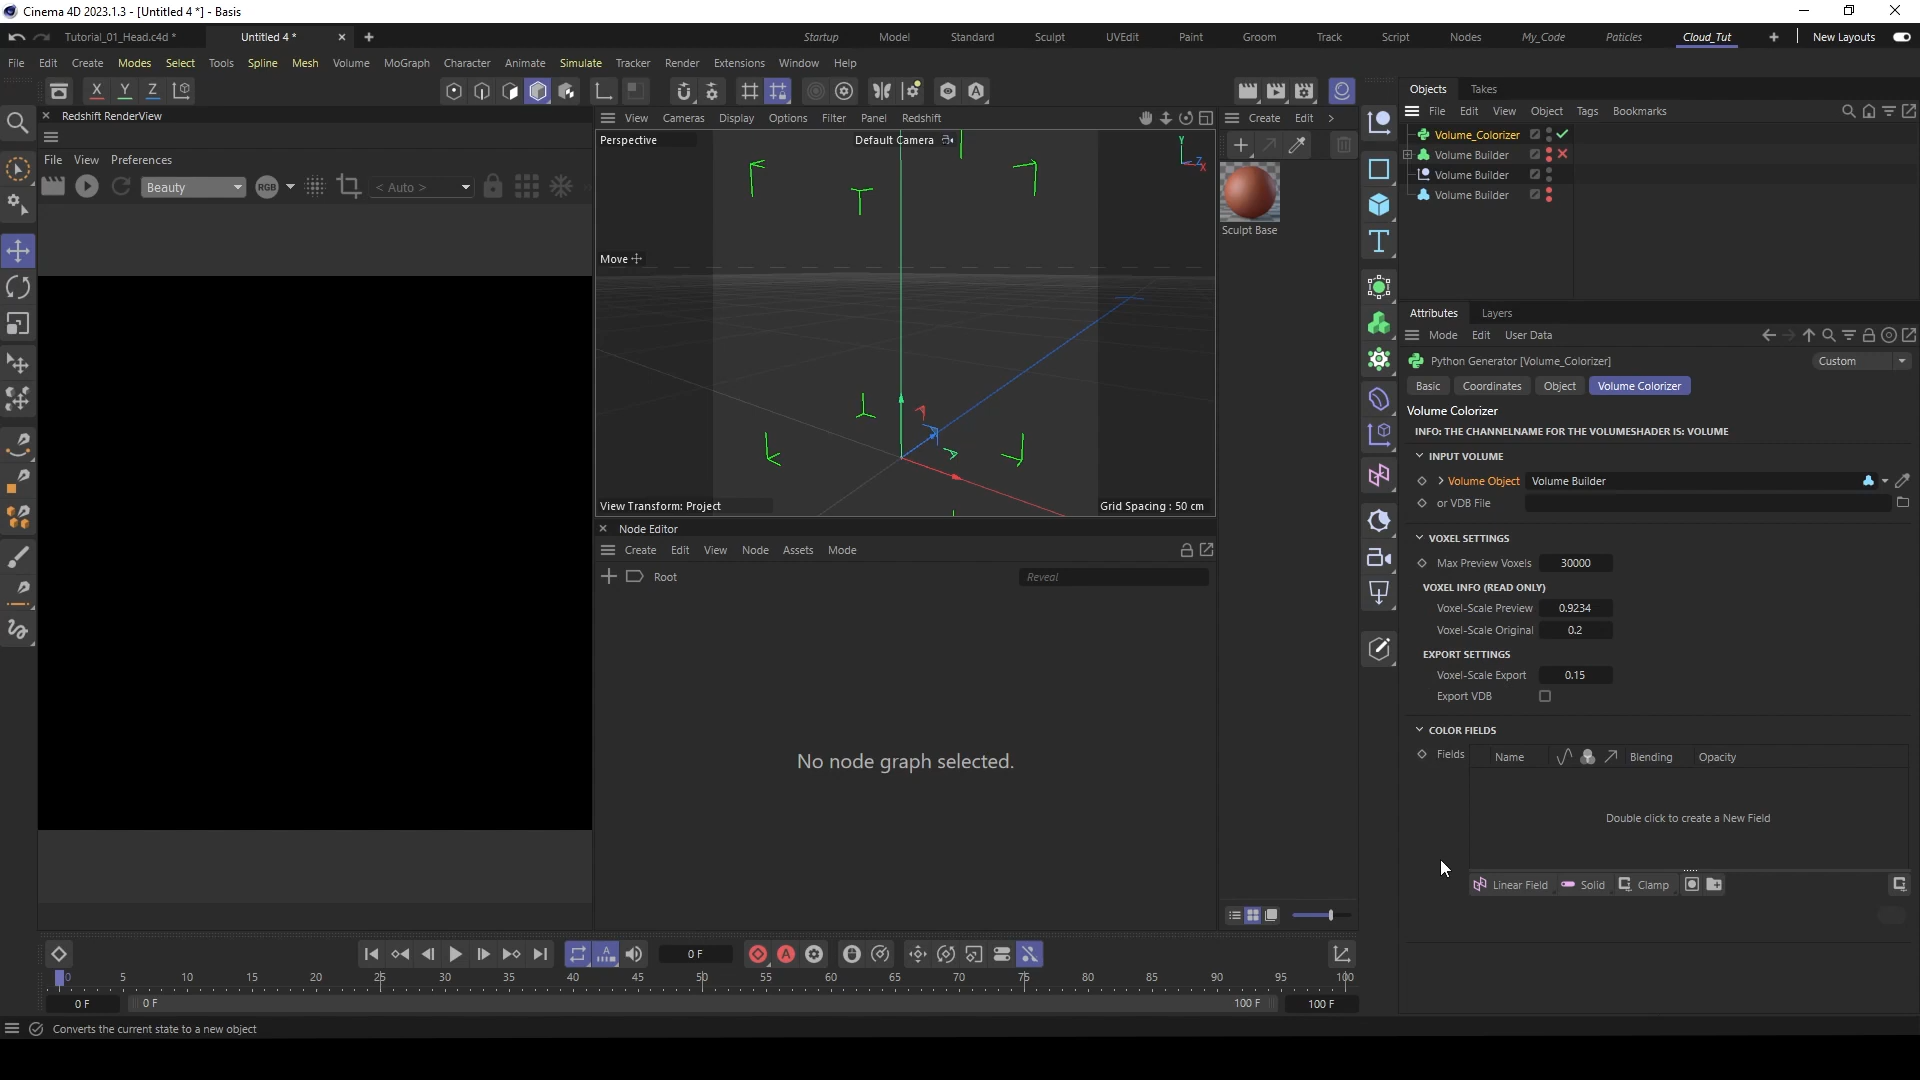 Cinema 4D 2023.1.3 - [Untitled 4 *] - Basis
Tutorial_01_Head.c4d *
Untitled 4 *
Startup
Model
Standard
Sculpt
UVEdit
Paint
Groom
Track
Script
Nodes
My_Code
Paticles
Cloud_Tut
New Layouts
File Edit Create Modes Select Tools Spline Mesh Volume MoGraph Character Animate Simulate Tracker Render Extensions Window Help
X Y Z
Objects Takes
Redshift RenderView
View Cameras Display Options Filter Panel Redshift
Create Edit
File Edit View Object Tags Bookmarks
File View Preferences
Beauty
RGB
< Auto >
Perspective
Default Camera
Y
Z
X
Move
View Transform: Project
Grid Spacing : 50 cm
Sculpt Base
Volume_Colorizer
Volume Builder
Volume Builder
Volume Builder
Attributes Layers
Mode Edit User Data
Python Generator [Volume_Colorizer]
Custom
Basic Coordinates Object Volume Colorizer
Volume Colorizer
INFO: THE CHANNELNAME FOR THE VOLUMESHADER IS: VOLUME
INPUT VOLUME
Volume Object Volume Builder
or VDB File
VOXEL SETTINGS
Max Preview Voxels 30000
VOXEL INFO (READ ONLY)
Voxel-Scale Preview 0.9234
Voxel-Scale Original 0.2
EXPORT SETTINGS
Voxel-Scale Export 0.15
Export VDB
COLOR FIELDS
Fields Name Blending Opacity
Double click to create a New Field
Linear Field Solid Clamp
Node Editor
Create Edit View Node Assets Mode
Root
Reveal
No node graph selected.
0 F
0 5 10 15 20 25 30 35 40 45 50 55 60 65 70 75 80 85 90 95 100
0 F 0 F 100 F 100 F
Converts the current state to a new object